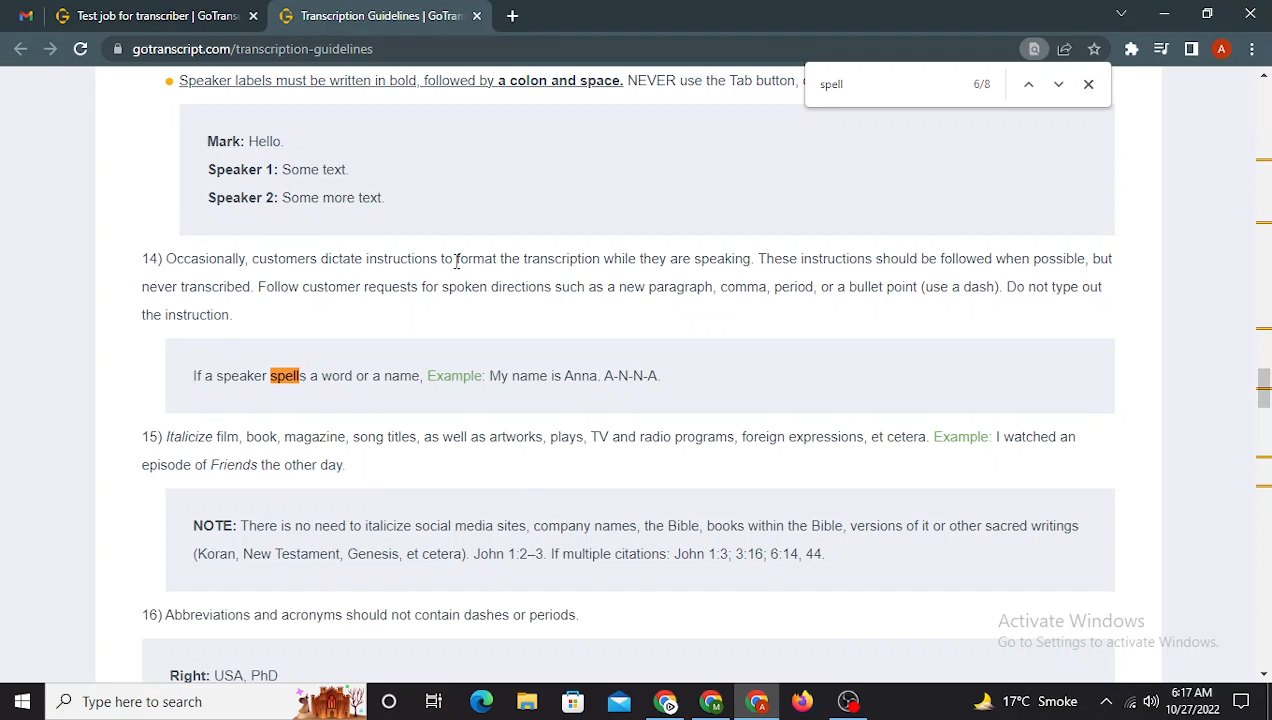 Test job for transcriber | GoTrans
Transcription Guidelines | GoTran
gotranscript.com/transcription-guidelines
A
spell
6/8
Speaker labels must be written in bold, followed by a colon and space. NEVER use the Tab button,
Mark: Hello.
Speaker 1: Some text.
Speaker 2: Some more text.
14) Occasionally, customers dictate instructions to format the transcription while they are speaking. These instructions should be followed when possible, but
never transcribed. Follow customer requests for spoken directions such as a new paragraph, comma, period, or a bullet point (use a dash). Do not type out
the instruction.
If a speaker spells a word or a name, Example: My name is Anna. A-N-N-A.
15) Italicize film, book, magazine, song titles, as well as artworks, plays, TV and radio programs, foreign expressions, et cetera. Example: I watched an
episode of Friends the other day.
NOTE: There is no need to italicize social media sites, company names, the Bible, books within the Bible, versions of it or other sacred writings
(Koran, New Testament, Genesis, et cetera). John 1:2–3. If multiple citations: John 1:3; 3:16; 6:14, 44.
16) Abbreviations and acronyms should not contain dashes or periods.
Right: USA, PhD
Activate Windows
Go to Settings to activate Windows.
Type here to search
M
A
17°C Smoke
6:17 AM
10/27/2022